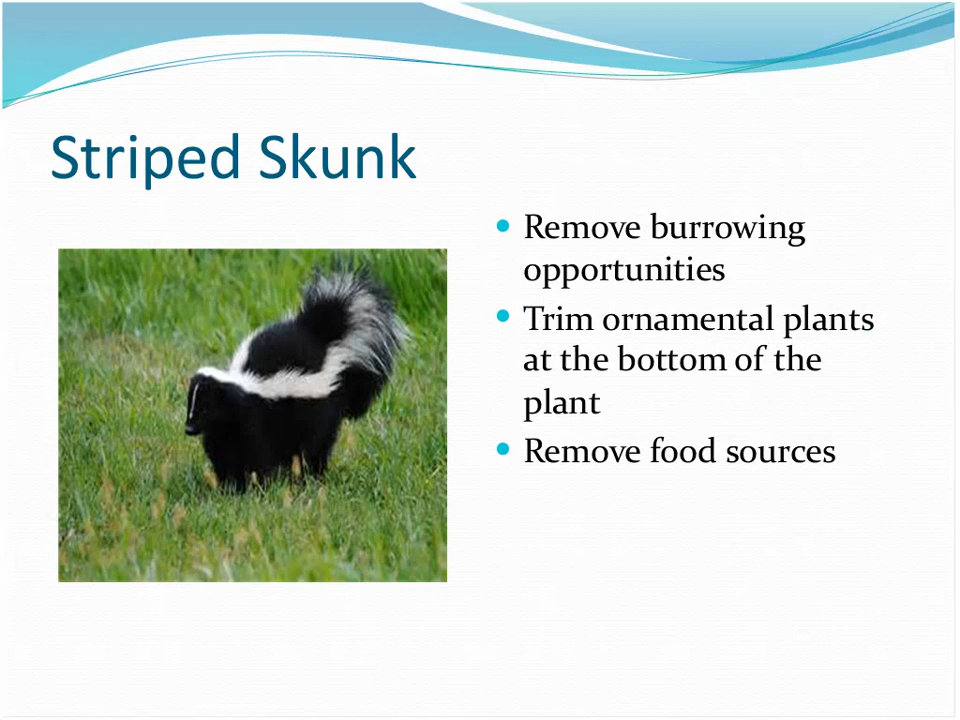 Striped Skunk
Remove burrowing
opportunities
Trim ornamental plants
at the bottom of the
plant
Remove food sources